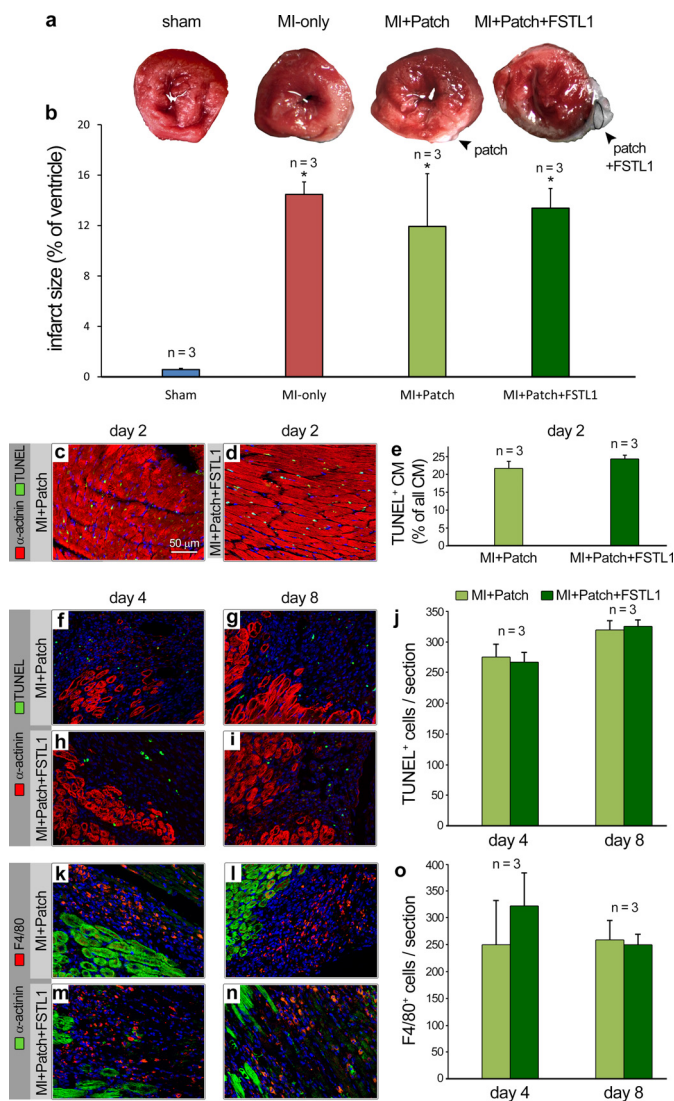 a
sham
MI-only
MI+Patch
MI+Patch+FSTL1
patch
patch
+FSTL1
b
infarct size (% of ventricle)
20
16
12
8
4
0
n = 3
n = 3
*
n = 3
*
n = 3
*
Sham
MI-only
MI+Patch
MI+Patch+FSTL1
day 2
day 2
α-actinin TUNEL
MI+Patch
c
50 µm
MI+Patch+FSTL1
d
e
day 2
TUNEL+ CM
(% of all CM)
25
20
15
10
5
0
n = 3
n = 3
MI+Patch
MI+Patch+FSTL1
day 4
day 8
α-actinin TUNEL
MI+Patch
f
g
MI+Patch+FSTL1
h
i
j
MI+Patch MI+Patch+FSTL1
TUNEL+ cells / section
350
300
250
200
150
100
50
0
n = 3
n = 3
day 4
day 8
α-actinin F4/80
MI+Patch
k
l
MI+Patch+FSTL1
m
n
o
F4/80+ cells / section
400
350
300
250
200
150
100
50
0
n = 3
n = 3
day 4
day 8